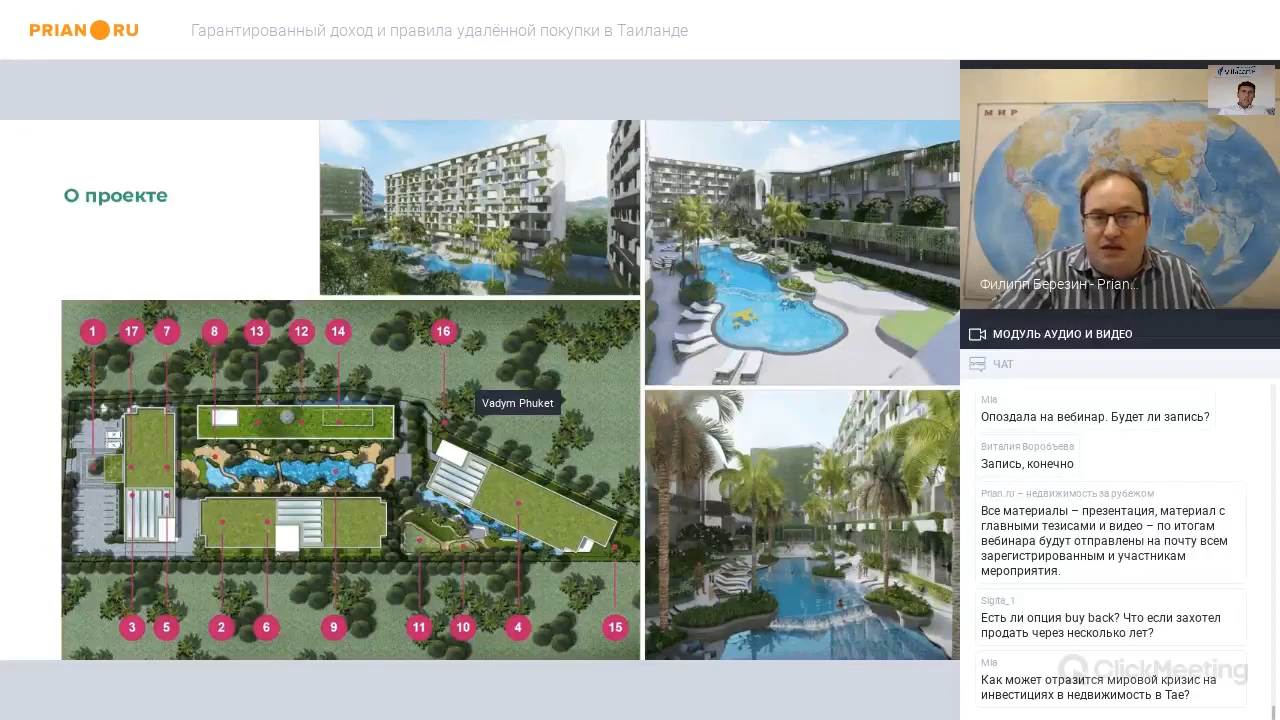 PRIAN RU
Гарантированный доход и правила удалённой покупки в Таиланде
О проекте
1 17 7 8 13 12 14 16
Vadym Phuket
3 5 2 6 9 11 10 4 15
МИР
Филипп Березин - Prian...
МОДУЛЬ АУДИО И ВИДЕО
ЧАТ
Mia
Опоздала на вебинар. Будет ли запись?
Виталия Воробъева
Запись, конечно
Prian.ru – недвижимость за рубежом
Все материалы – презентация, материал с
главными тезисами и видео – по итогам
вебинара будут отправлены на почту всем
зарегистрированным и участникам
мероприятия.
Sigita_1
Есть ли опция buy back? Что если захотел
продать через несколько лет?
Mia
ClickMeeting
Как может отразится мировой кризис на
инвестициях в недвижимость в Тае?